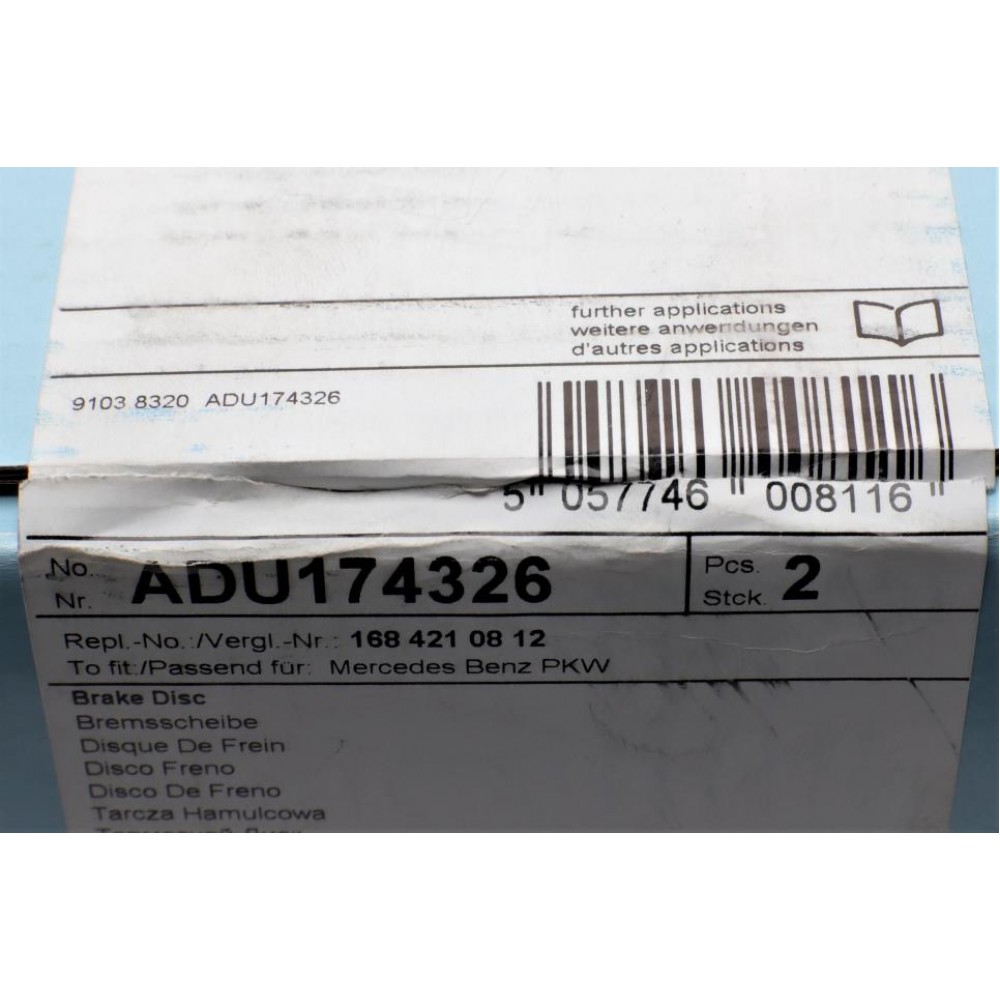 further applications
weitere anwendungen
d'autres applications
9103 8320 ADU174326
5 057746 008116
No. ADU174326 Pcs. 2
Nr. Stck.
Repl.-No.:/Vergl.-Nr.: 168 421 08 12
To fit:/Passend für: Mercedes Benz PKW
Brake Disc
Bremsscheibe
Disque De Frein
Disco Freno
Disco De Freno
Tarcza Hamulcowa